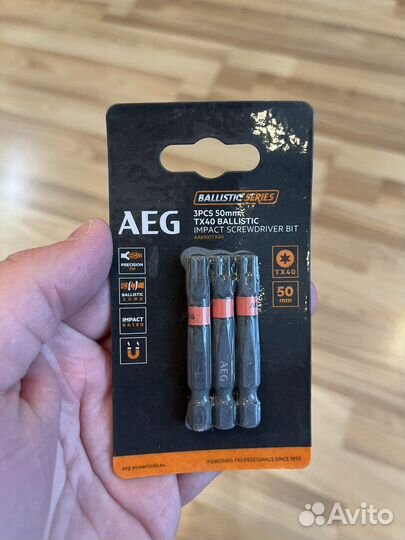 BALLISTIC SERIES
AEG
3PCS 50mm
TX40 BALLISTIC
IMPACT SCREWDRIVER BIT
PRECISION
TIP
BALLISTIC
ZONE
IMPACT
RATED
TX40
50
mm
AEG
aeg-powertools.eu
POWERING PROFESSIONALS SINCE 1898
Avito